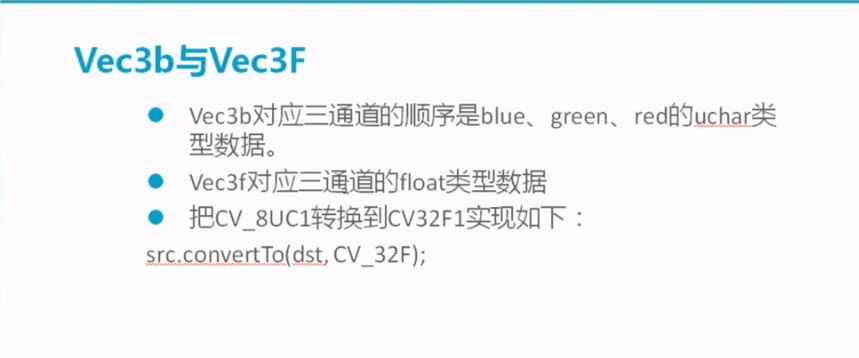 Vec3b与Vec3F
Vec3b对应三通道的顺序是blue、green、red的uchar类
型数据。
Vec3f对应三通道的float类型数据
把CV_8UC1转换到CV32F1实现如下：
src.convertTo(dst, CV_32F);